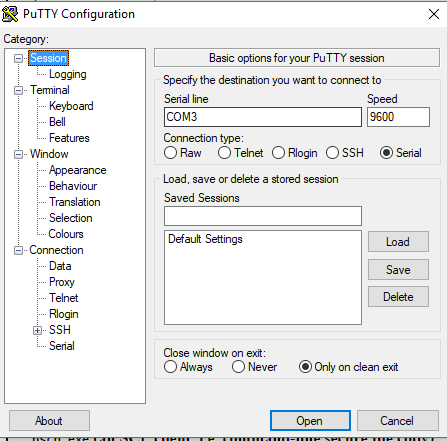 PuTTY Configuration
Category:
Session
Logging
Terminal
Keyboard
Bell
Features
Window
Appearance
Behaviour
Translation
Selection
Colours
Connection
Data
Proxy
Telnet
Rlogin
SSH
Serial
Basic options for your PuTTY session
Specify the destination you want to connect to
Serial line Speed
COM3 9600
Connection type:
Raw Telnet Rlogin SSH Serial
Load, save or delete a stored session
Saved Sessions
Default Settings
Load
Save
Delete
Close window on exit:
Always Never Only on clean exit
About Open Cancel